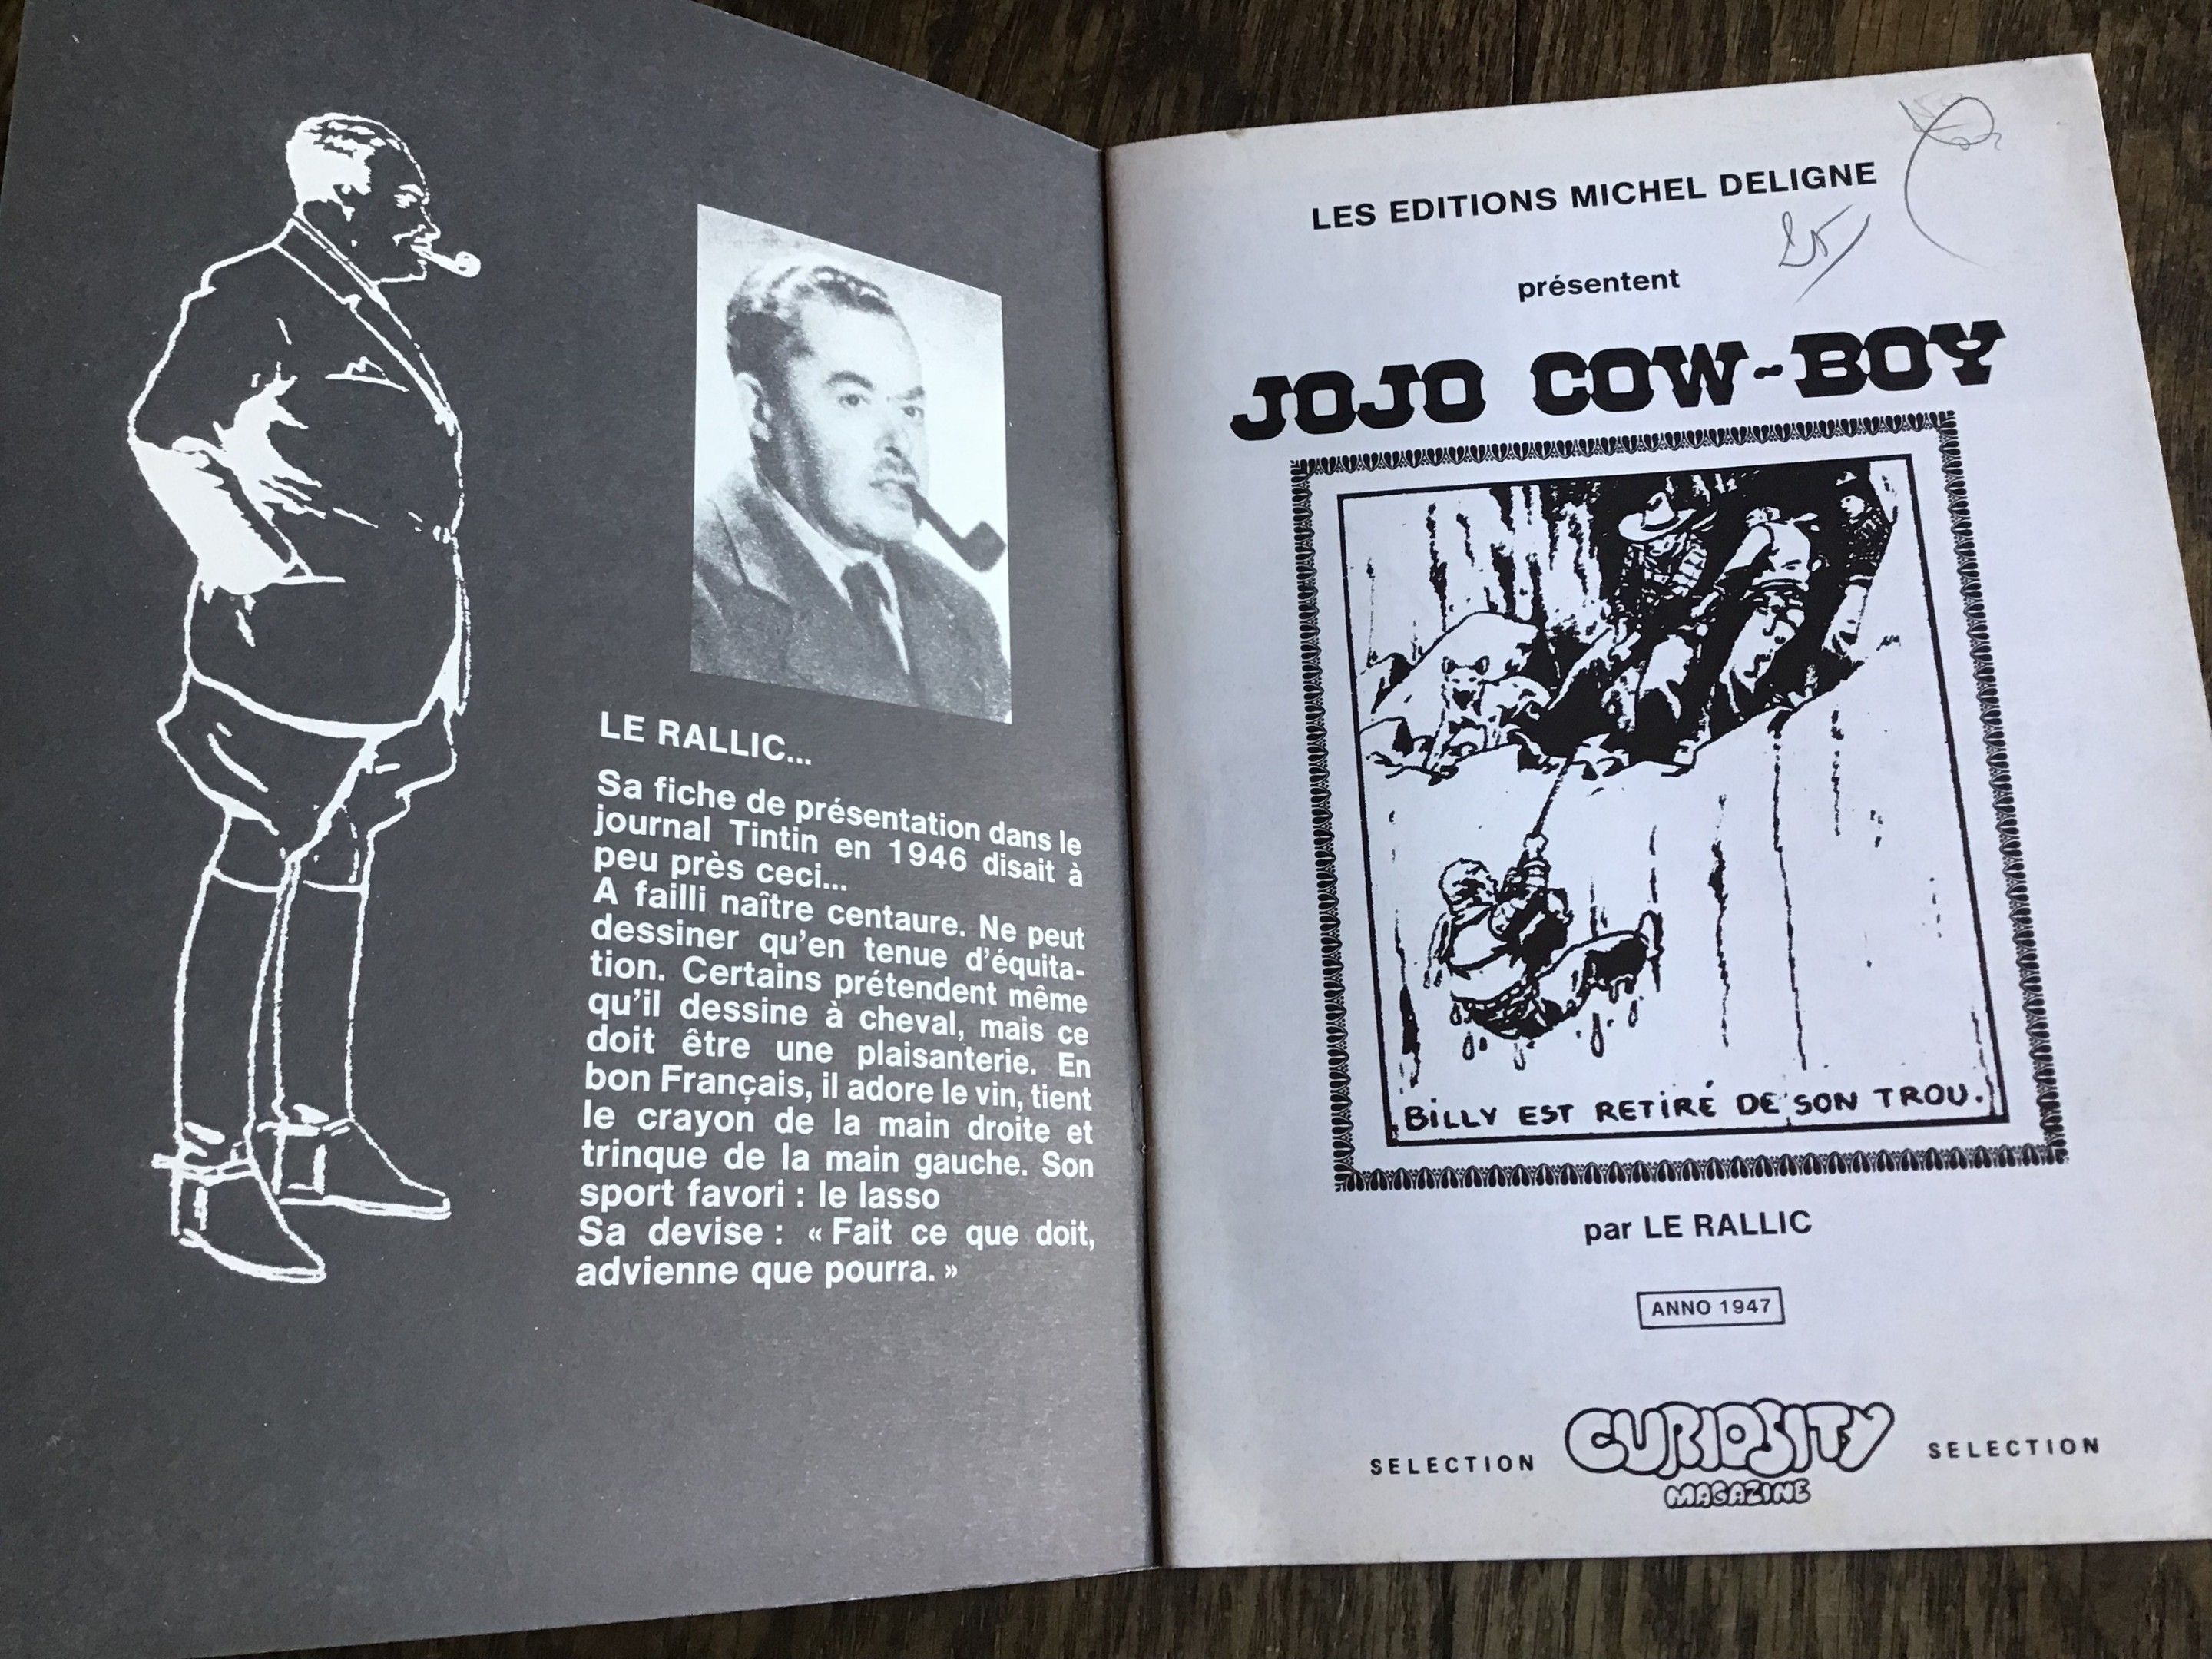 LE RALLIC...
Sa fiche de présentation dans le
journal Tintin en 1946 disait à
peu près ceci...
A failli naître centaure. Ne peut
dessiner qu'en tenue d'équita-
tion. Certains prétendent même
qu'il dessine à cheval, mais ce
doit être une plaisanterie. En
bon Français, il adore le vin, tient
le crayon de la main droite et
trinque de la main gauche. Son
sport favori : le lasso
Sa devise : « Fait ce que doit,
advienne que pourra. »
LES EDITIONS MICHEL DELIGNE
présentent
JOJO COW-BOY
BILLY EST RETIRÉ DE SON TROU.
par LE RALLIC
ANNO 1947
SELECTION CURIOSITY SELECTION
MAGAZINE